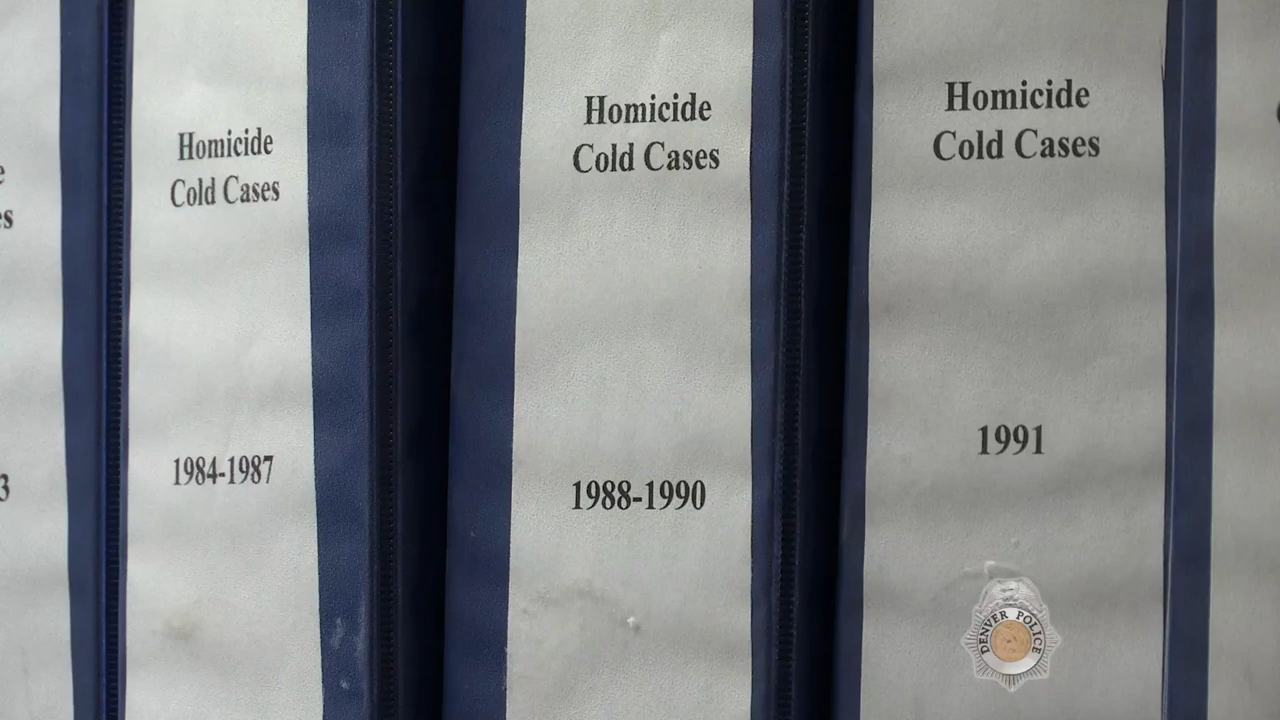 Homicide
Cold Cases
1984-1987
Homicide
Cold Cases
1988-1990
Homicide
Cold Cases
1991
DENVER POLICE